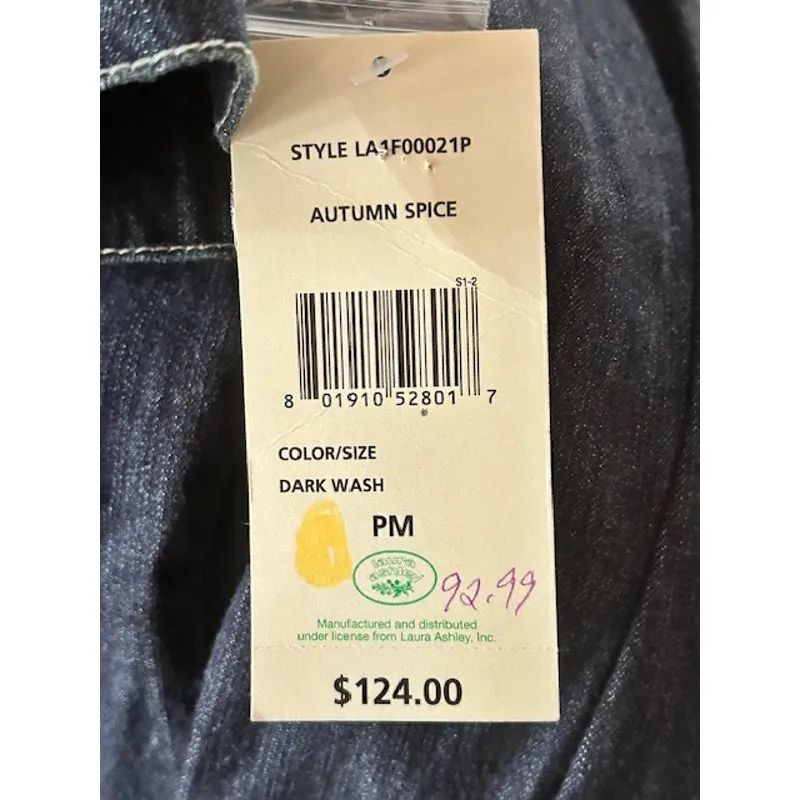 STYLE LA1F00021P
AUTUMN SPICE
S1-2
8 01910 52801 7
COLOR/SIZE
DARK WASH
PM
laura
ashley
92.99
Manufactured and distributed
under license from Laura Ashley, Inc.
$124.00